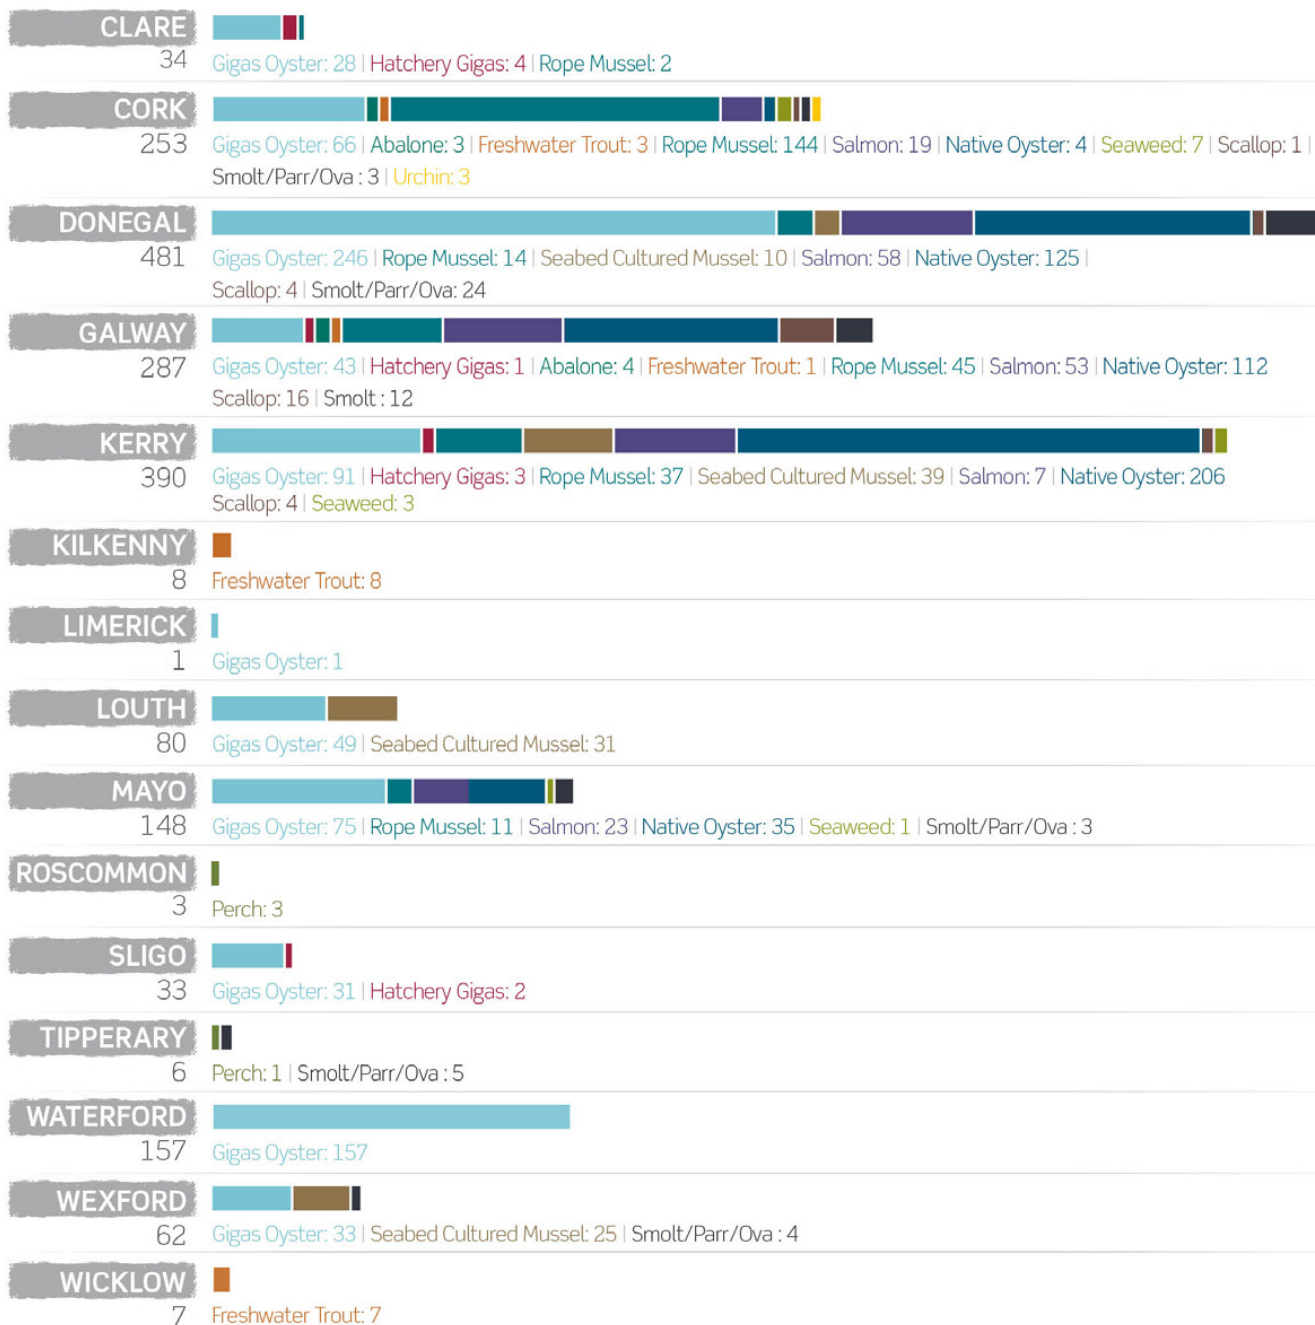 CLARE
34
Gigas Oyster: 28 | Hatchery Gigas: 4 | Rope Mussel: 2
CORK
253
Gigas Oyster: 66 | Abalone: 3 | Freshwater Trout: 3 | Rope Mussel: 144 | Salmon: 19 | Native Oyster: 4 | Seaweed: 7 | Scallop: 1 |
Smolt/Parr/Ova : 3 | Urchin: 3
DONEGAL
481
Gigas Oyster: 246 | Rope Mussel: 14 | Seabed Cultured Mussel: 10 | Salmon: 58 | Native Oyster: 125 |
Scallop: 4 | Smolt/Parr/Ova: 24
GALWAY
287
Gigas Oyster: 43 | Hatchery Gigas: 1 | Abalone: 4 | Freshwater Trout: 1 | Rope Mussel: 45 | Salmon: 53 | Native Oyster: 112
Scallop: 16 | Smolt : 12
KERRY
390
Gigas Oyster: 91 | Hatchery Gigas: 3 | Rope Mussel: 37 | Seabed Cultured Mussel: 39 | Salmon: 7 | Native Oyster: 206
Scallop: 4 | Seaweed: 3
KILKENNY
8
Freshwater Trout: 8
LIMERICK
1
Gigas Oyster: 1
LOUTH
80
Gigas Oyster: 49 | Seabed Cultured Mussel: 31
MAYO
148
Gigas Oyster: 75 | Rope Mussel: 11 | Salmon: 23 | Native Oyster: 35 | Seaweed: 1 | Smolt/Parr/Ova : 3
ROSCOMMON
3
Perch: 3
SLIGO
33
Gigas Oyster: 31 | Hatchery Gigas: 2
TIPPERARY
6
Perch: 1 | Smolt/Parr/Ova : 5
WATERFORD
157
Gigas Oyster: 157
WEXFORD
62
Gigas Oyster: 33 | Seabed Cultured Mussel: 25 | Smolt/Parr/Ova : 4
WICKLOW
7
Freshwater Trout: 7